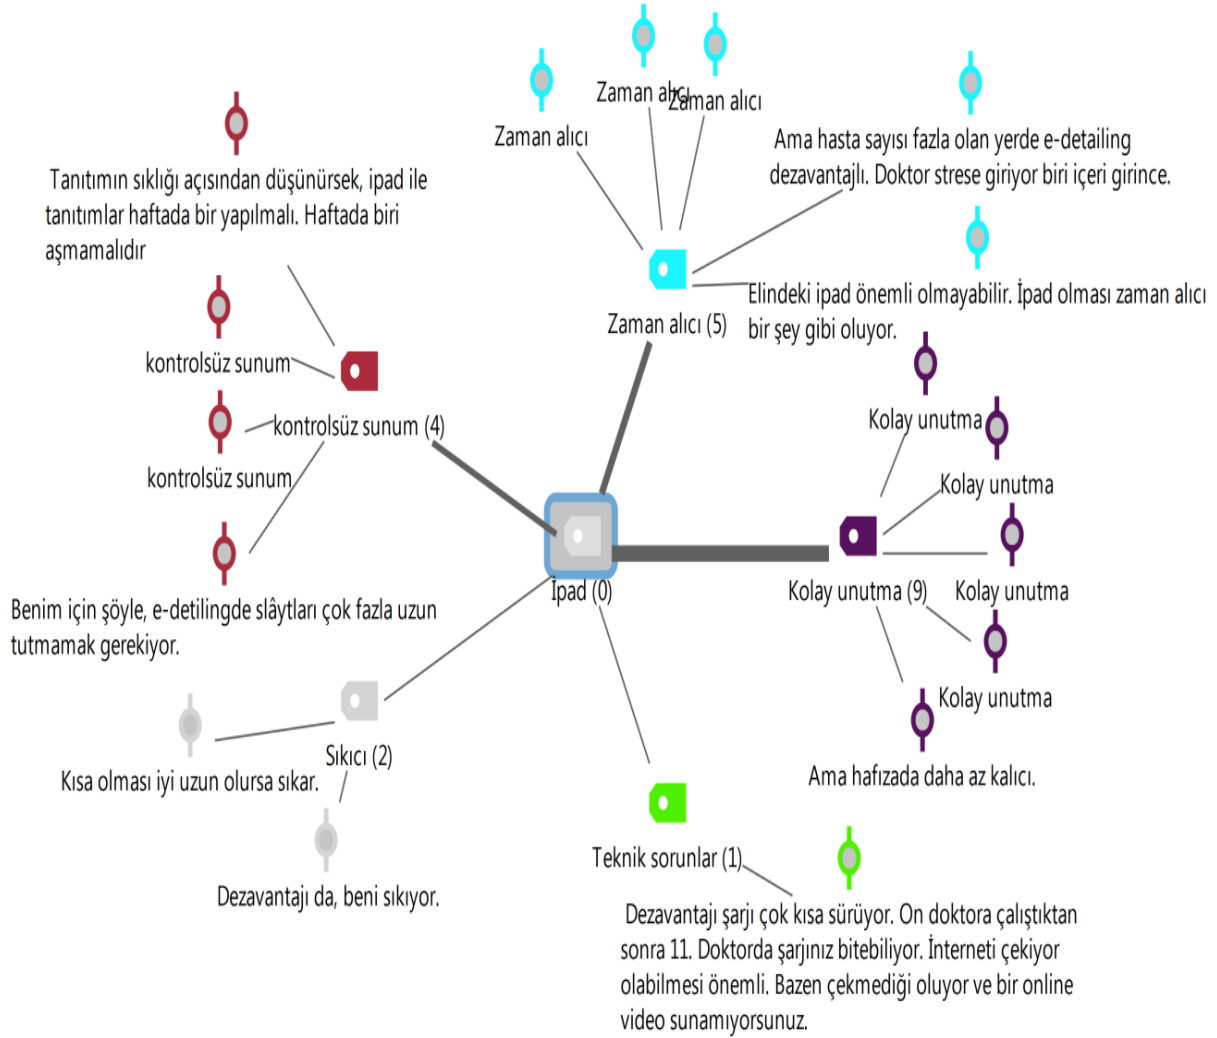 Zaman alıcı
Zaman alıcı
Zaman alıcı
Ama hasta sayısı fazla olan yerde e-detailing
dezavantajlı. Doktor strese giriyor biri içeri girince.
Tanıtımın sıklığı açısından düşünürsek, ipad ile
tanıtımlar haftada bir yapılmalı. Haftada biri
aşmamalıdır
Elindeki ipad önemli olmayabilir. İpad olması zaman alıcı
bir şey gibi oluyor.
Zaman alıcı (5)
kontrolsüz sunum
kontrolsüz sunum (4)
kontrolsüz sunum
Kolay unutma
Kolay unutma
Kolay unutma (9)
Kolay unutma
Kolay unutma
Ama hafızada daha az kalıcı.
İpad (0)
Benim için şöyle, e-detilingde slâytları çok fazla uzun
tutmamak gerekiyor.
Sıkıcı (2)
Kısa olması iyi uzun olursa sıkar.
Dezavantajı da, beni sıkıyor.
Teknik sorunlar (1)
Dezavantajı şarjı çok kısa sürüyor. On doktora çalıştıktan
sonra 11. Doktorda şarjınız bitebiliyor. İnterneti çekiyor
olabilmesi önemli. Bazen çekmediği oluyor ve bir online
video sunamıyorsunuz.